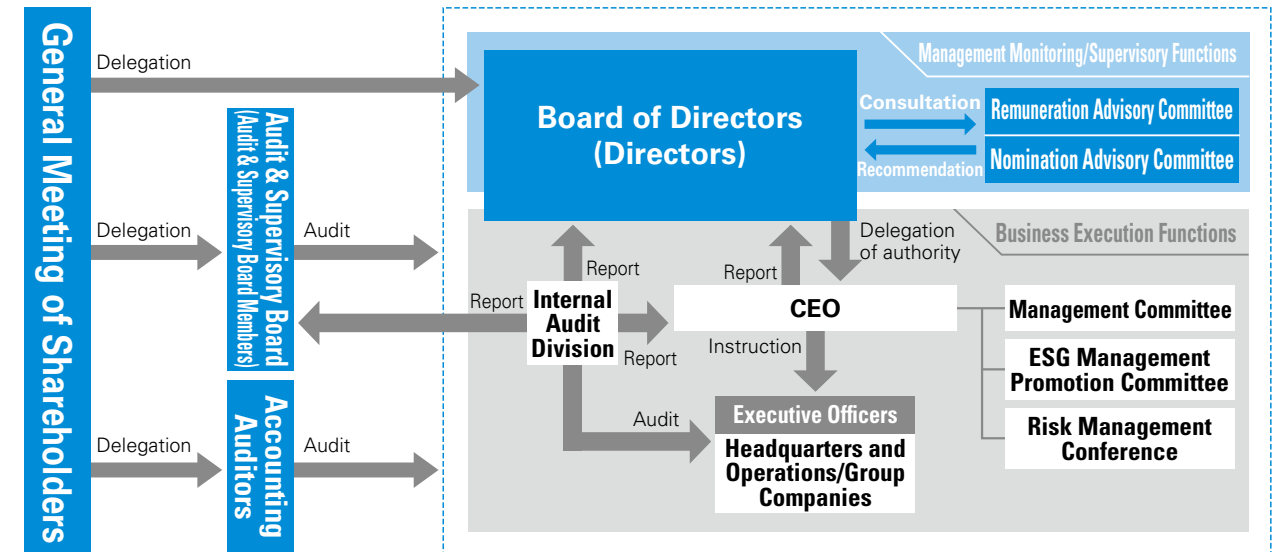 General Meeting of Shareholders
Delegation
Delegation
Delegation
Audit & Supervisory Board
(Audit & Supervisory Board Members)
Audit
Accounting
Auditors
Audit
Management Monitoring/Supervisory Functions
Board of Directors
(Directors)
Consultation
Recommendation
Remuneration Advisory Committee
Nomination Advisory Committee
Business Execution Functions
Delegation
of authority
Report
Report
Report
Internal
Audit
Division
Report
CEO
Instruction
Audit
Executive Officers
Headquarters and
Operations/Group
Companies
Management Committee
ESG Management
Promotion Committee
Risk Management
Conference